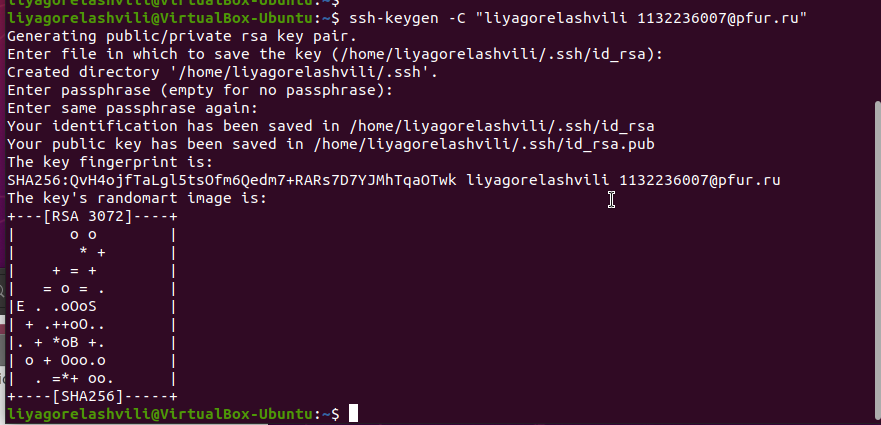 liyagorelashvili@VirtualBox-Ubuntu:~$
liyagorelashvili@VirtualBox-Ubuntu:~$ ssh-keygen -C "liyagorelashvili 1132236007@pfur.ru"
Generating public/private rsa key pair.
Enter file in which to save the key (/home/liyagorelashvili/.ssh/id_rsa):
Created directory '/home/liyagorelashvili/.ssh'.
Enter passphrase (empty for no passphrase):
Enter same passphrase again:
Your identification has been saved in /home/liyagorelashvili/.ssh/id_rsa
Your public key has been saved in /home/liyagorelashvili/.ssh/id_rsa.pub
The key fingerprint is:
SHA256:QvH4ojfTaLgl5tsOfm6Qedm7+RARs7D7YJMhTqaOTwk liyagorelashvili 1132236007@pfur.ru
The key's randomart image is:
+---[RSA 3072]----+
|      o o        |
|       * +       |
|    + = +        |
|   = o = .       |
|E . .oOoS        |
| + .++oO..       |
|. + *oB +.       |
| o + Ooo.o       |
|  . =*+ oo.      |
+----[SHA256]-----+
liyagorelashvili@VirtualBox-Ubuntu:~$